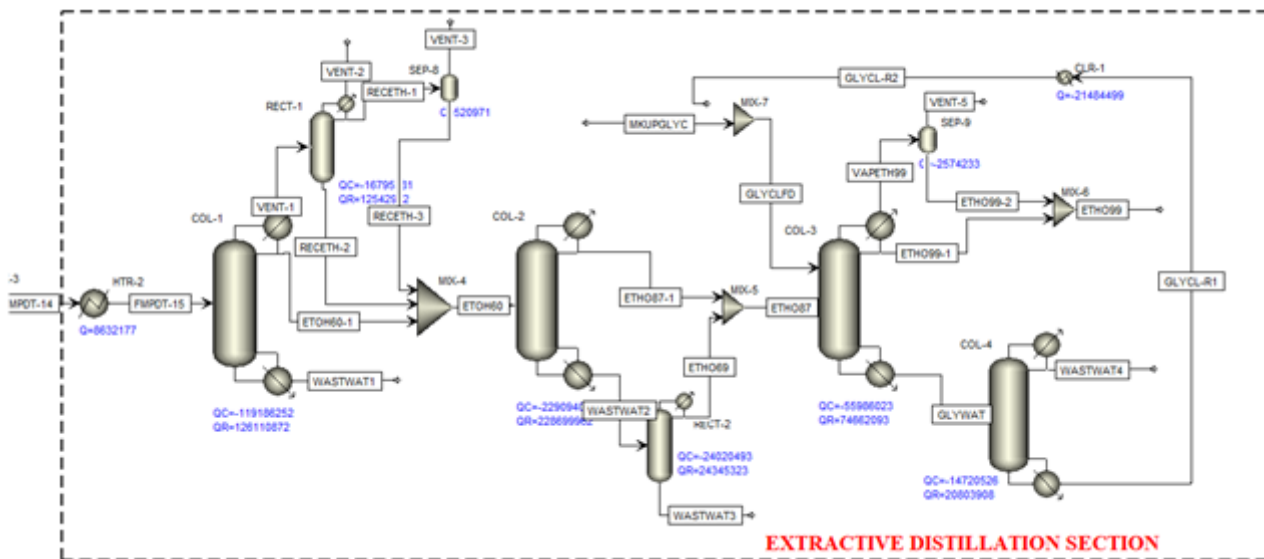 VENT-3
VENT-2
SEP-8
RECETH-1
GLYCL-R2
CLR-1
Q=-21484499
RECT-1
MIX-7
VENT-5
SEP-9
MKUPGLYC
VAPETH99
QR=12542
COL-1
VENT-1
RECETH-3
GLYCLFD
ETHO99-2
MIX-6
ETHO99
COL-2
COL-3
RECETH-2
ETHO99-1
-3
HTR-2
MIX-4
MPDT-14
FMPDT-15
ETOH60
ETHO87-1
MIX-5
GLYCL-R1
Q=8632177
ETOH60-1
ETHO87
ETHO69
COL-4
WASTWAT1
WASTWAT4
QC=-119186252
QR=126110872
WASTWAT2
RECT-2
QC=-55986023
QR=74662093
GLYWAT
QC=-24020493
QR=24345323
QC=-14720526
QR=20803908
WASTWAT3
EXTRACTIVE DISTILLATION SECTION